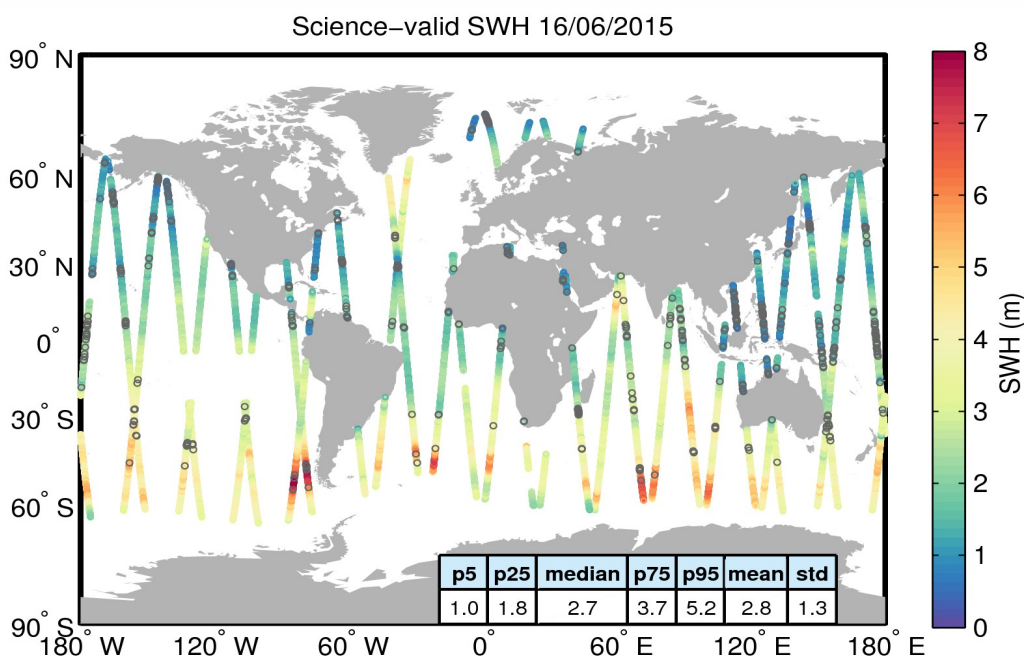 Science−valid SWH 16/06/2015
90° N
60° N
30° N
0°
30° S
60° S
90° S
180° W
120° W
60° W
0°
60° E
120° E
180° E
p5 p25 median p75 p95 mean std
1.0 1.8 2.7 3.7 5.2 2.8 1.3
8
7
6
5
4
3
2
1
0
SWH (m)